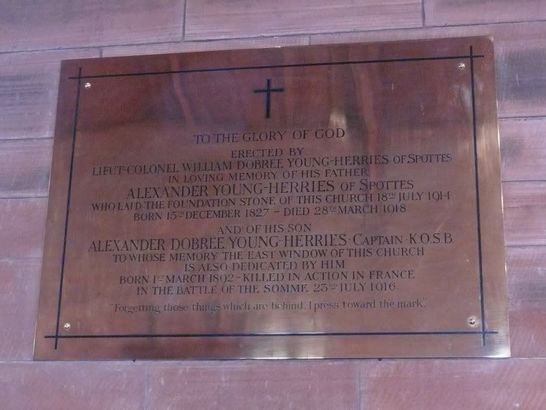 TO THE GLORY OF GOD
ERECTED BY
LIEUT-COLONEL WILLIAM DOBREE YOUNG-HERRIES OF SPOTTES
IN LOVING MEMORY OF HIS FATHER
ALEXANDER YOUNG-HERRIES OF SPOTTES
WHO LAID THE FOUNDATION STONE OF THIS CHURCH 18TH JULY 1914
BORN 15TH DECEMBER 1827 - DIED 28TH MARCH 1918
AND OF HIS SON
ALEXANDER DOBREE YOUNG-HERRIES CAPTAIN K.O.S.B
TO WHOSE MEMORY THE EAST WINDOW OF THIS CHURCH
IS ALSO DEDICATED BY HIM
BORN 1ST MARCH 1892 - KILLED IN ACTION IN FRANCE
IN THE BATTLE OF THE SOMME 23RD JULY 1916
"Forgetting those things which are behind, I press toward the mark."